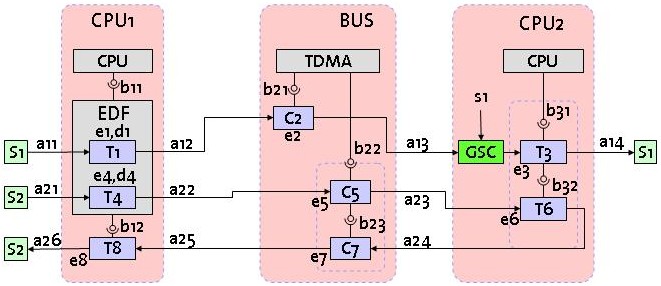 CPU1 BUS CPU2
CPU TDMA CPU
b11 b21 s1 b31
EDF
e1,d1 C2
S1 a11 T1 a12 e2 a13 GSC T3 a14 S1
b22 e3
e4,d4 b32
S2 a21 T4 a22 C5 a23 T6
e5 e6
b12 b23
S2 a26 T8 a25 C7 a24
e8 e7